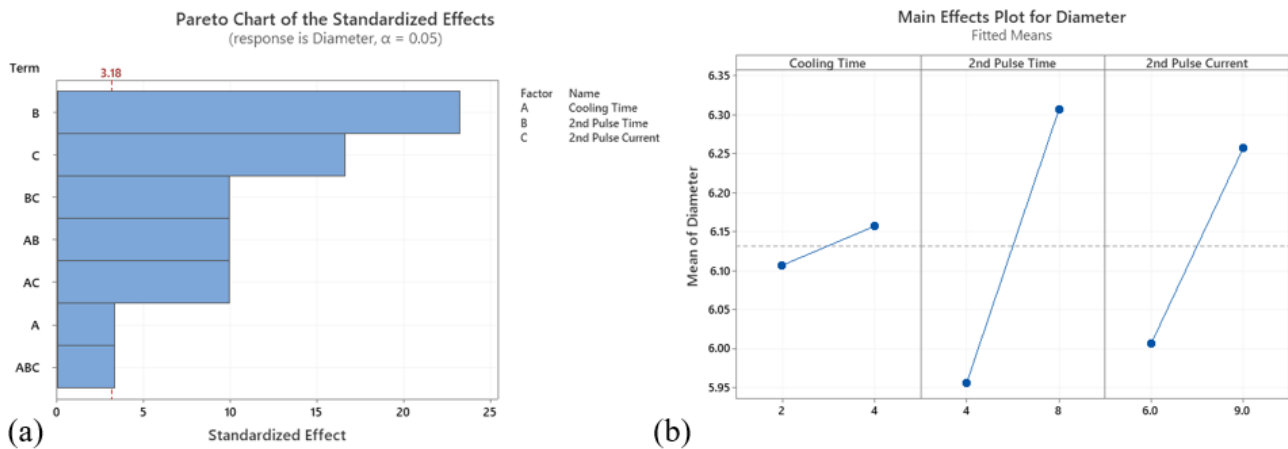 Pareto Chart of the Standardized Effects
(response is Diameter, α = 0.05)
Term
3.18
B
C
BC
AB
AC
A
ABC
0 5 10 15 20 25
Standardized Effect
Factor Name
A Cooling Time
B 2nd Pulse Time
C 2nd Pulse Current
(a)
Main Effects Plot for Diameter
Fitted Means
Cooling Time 2nd Pulse Time 2nd Pulse Current
Mean of Diameter
6.35
6.30
6.25
6.20
6.15
6.10
6.05
6.00
5.95
2 4 4 8 6.0 9.0
(b)